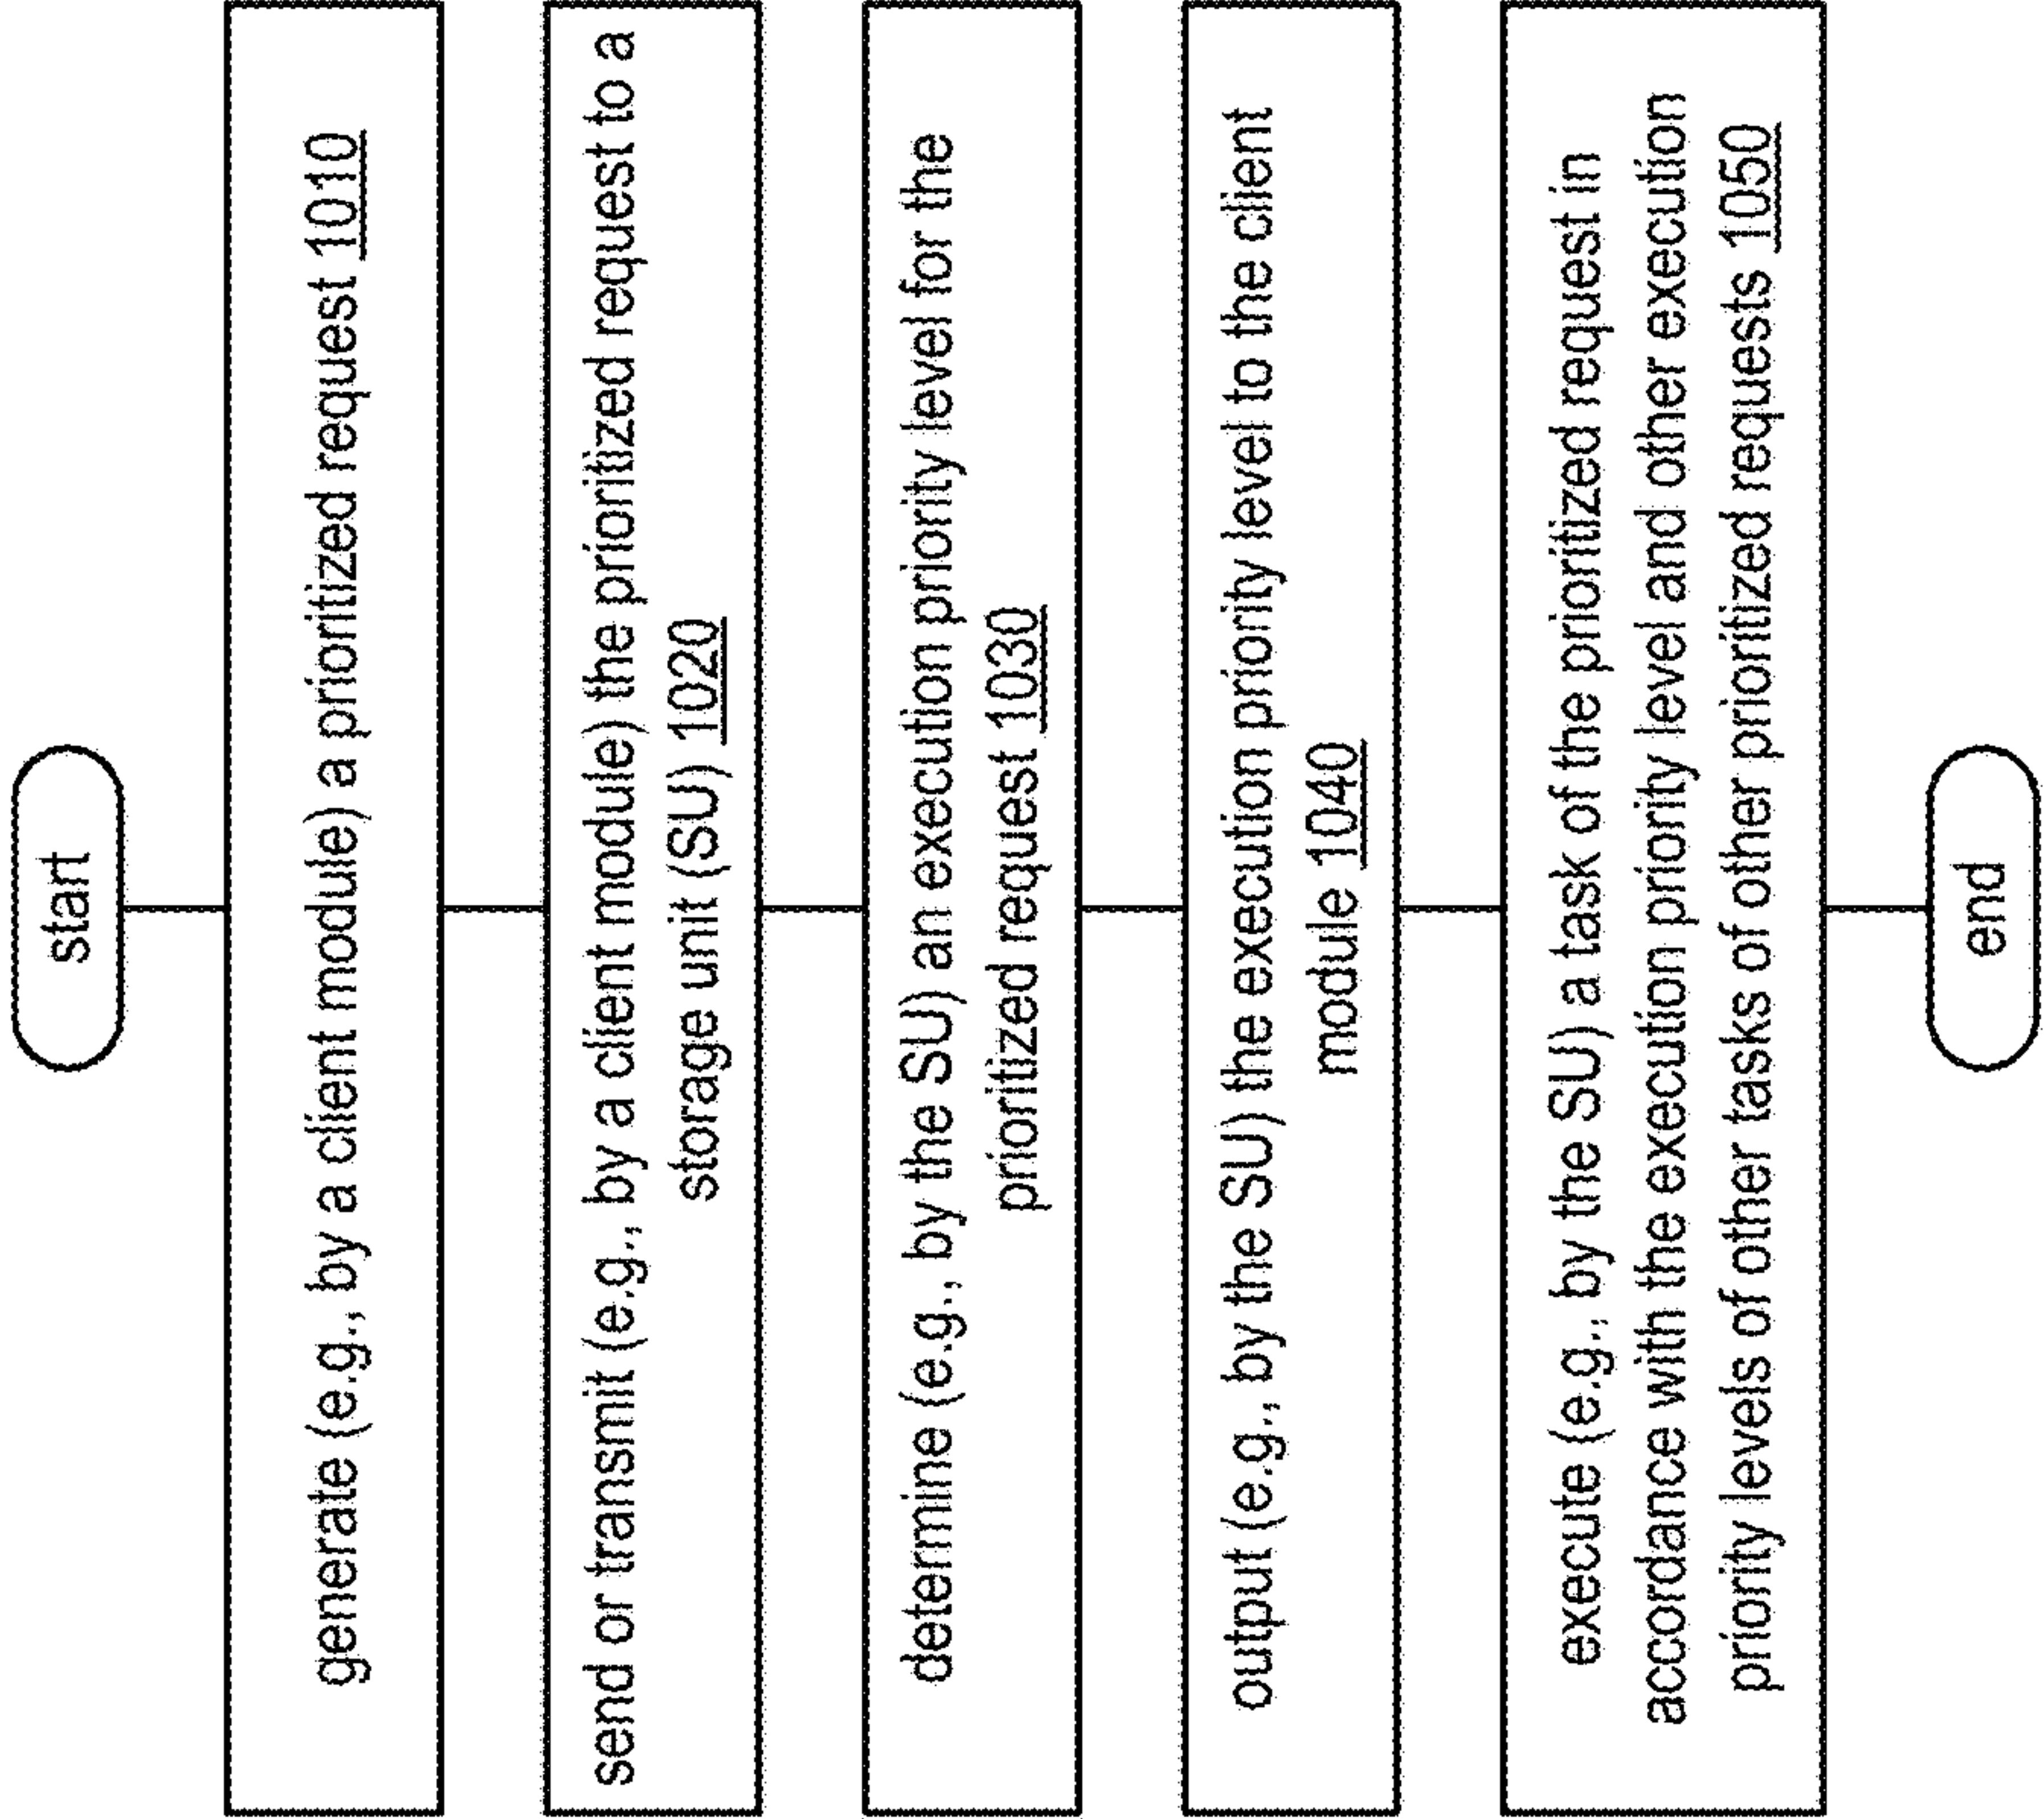 start
generate (e.g., by a client module) a prioritized request 1010
send or transmit (e.g., by a client module) the prioritized request to a
storage unit (SU) 1020
determine (e.g., by the SU) an execution priority level for the
prioritized request 1030
output (e.g., by the SU) the execution priority level to the client
module 1040
execute (e.g., by the SU) a task of the prioritized request in
accordance with the execution priority level and other execution
priority levels of other tasks of other prioritized requests 1050
end